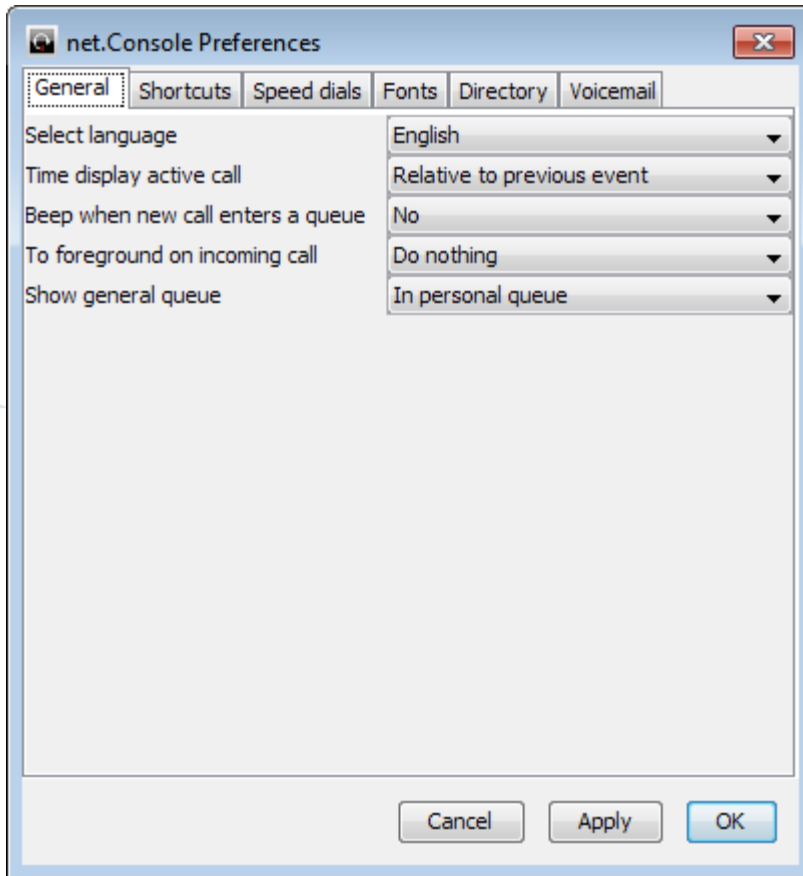 net.Console Preferences
General Shortcuts Speed dials Fonts Directory Voicemail
Select language English
Time display active call Relative to previous event
Beep when new call enters a queue No
To foreground on incoming call Do nothing
Show general queue In personal queue
Cancel Apply OK